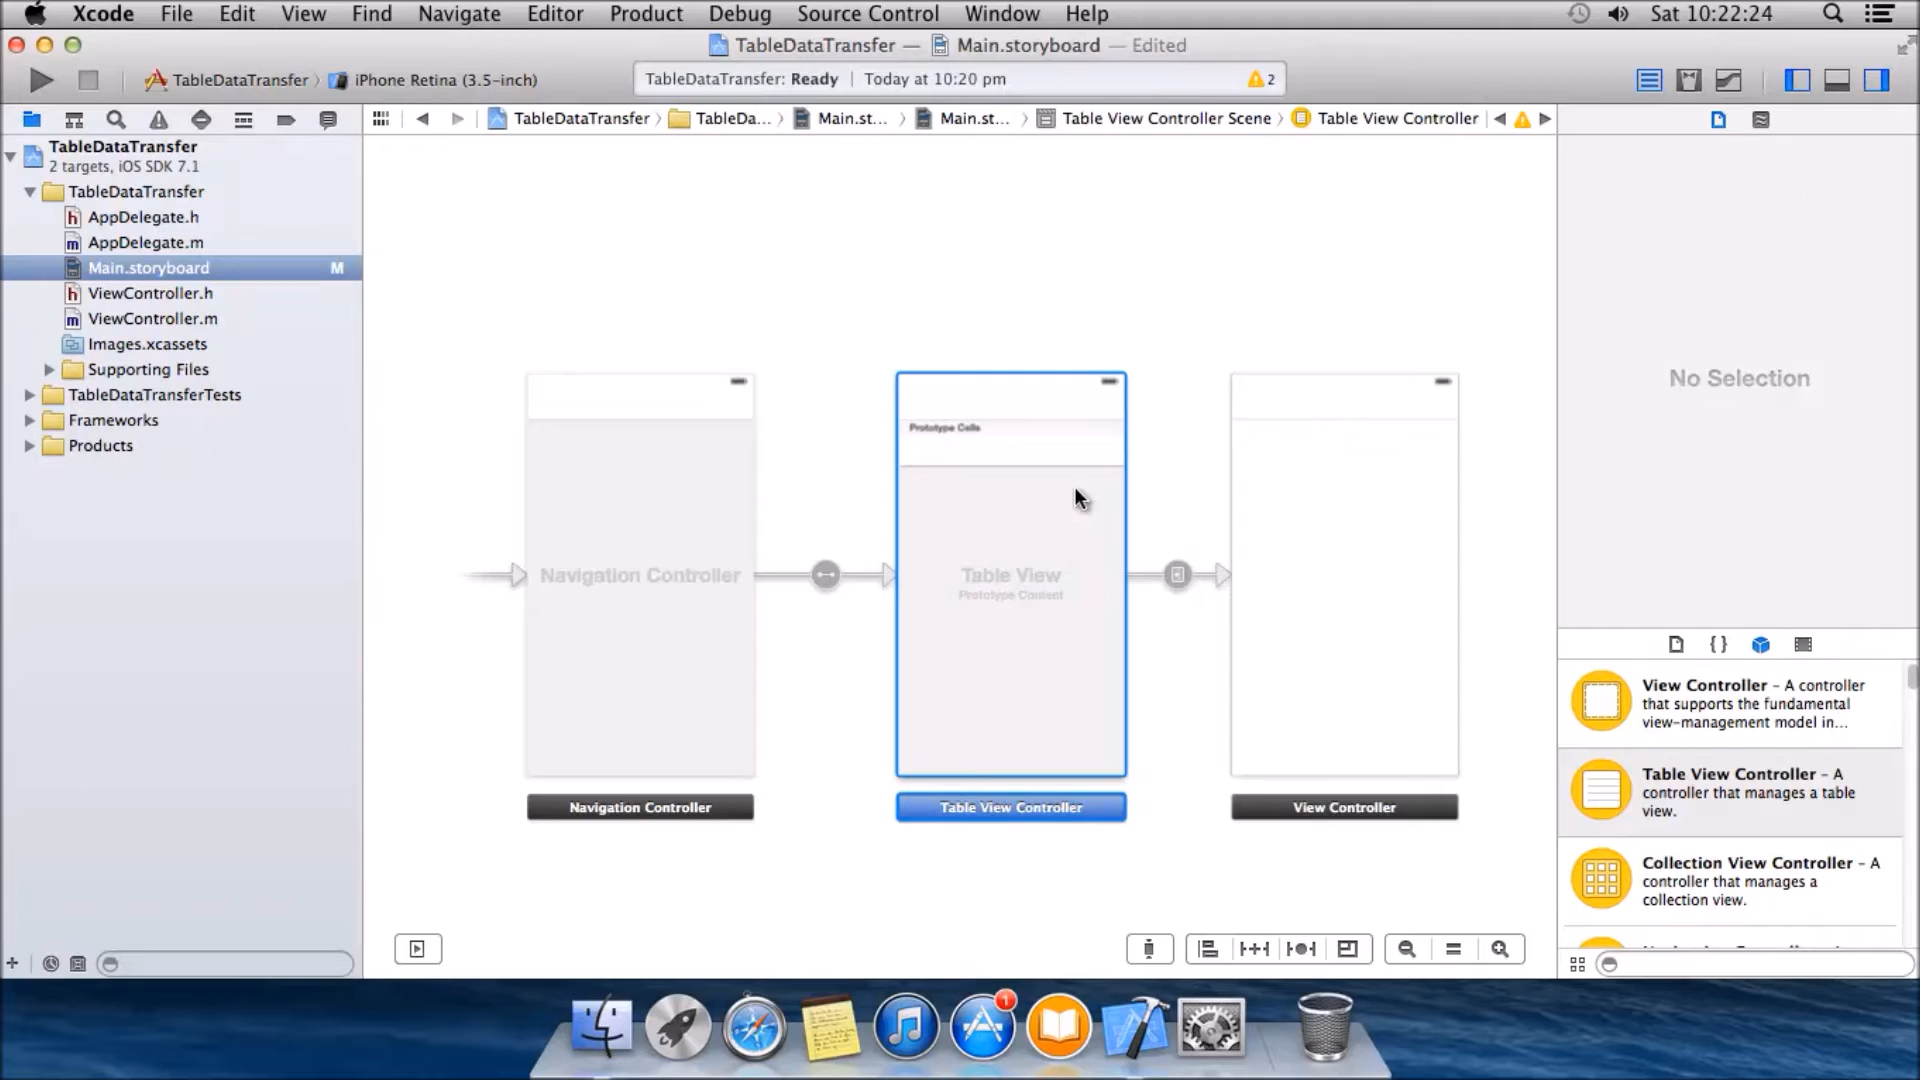 Xcode File Edit View Find Navigate Editor Product Debug Source Control Window Help Sat 10:22:24
TableDataTransfer — Main.storyboard — Edited
TableDataTransfer iPhone Retina (3.5-inch) TableDataTransfer: Ready Today at 10:20 pm 2
TableDataTransfer TableDa... Main.st... Main.st... Table View Controller Scene Table View Controller
TableDataTransfer
2 targets, iOS SDK 7.1
TableDataTransfer
h AppDelegate.h
m AppDelegate.m
Main.storyboard M
h ViewController.h
m ViewController.m
Images.xcassets
Supporting Files
TableDataTransferTests
Frameworks
Products
Navigation Controller
Navigation Controller
Prototype Cells
Table View
Prototype Content
Table View Controller
View Controller
No Selection
{ }
View Controller – A controller
that supports the fundamental
view-management model in...
Table View Controller – A
controller that manages a table
view.
Collection View Controller – A
controller that manages a
collection view.
1